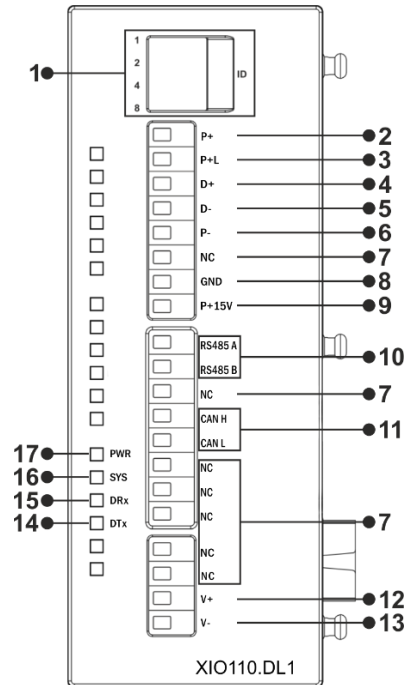 1
1
2
4
8
ID
P+ 2
P+L 3
D+ 4
D- 5
P- 6
NC 7
GND 8
P+15V 9
RS485 A
RS485 B
10
NC 7
CAN H
CAN L
11
17 PWR
NC
16 SYS
NC
15 DRx
NC
14 DTx
7
NC
NC
V+ 12
V- 13
XIO110.DL1